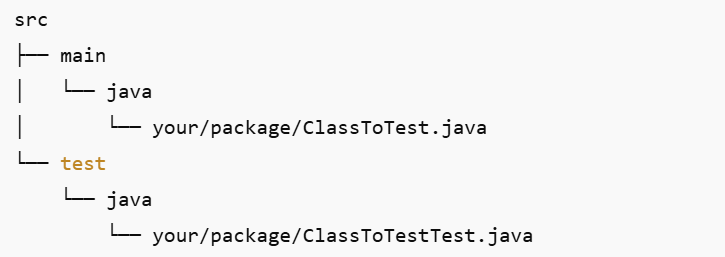 src
├── main
│   └── java
│       └── your/package/ClassToTest.java
└── test
    └── java
        └── your/package/ClassToTestTest.java